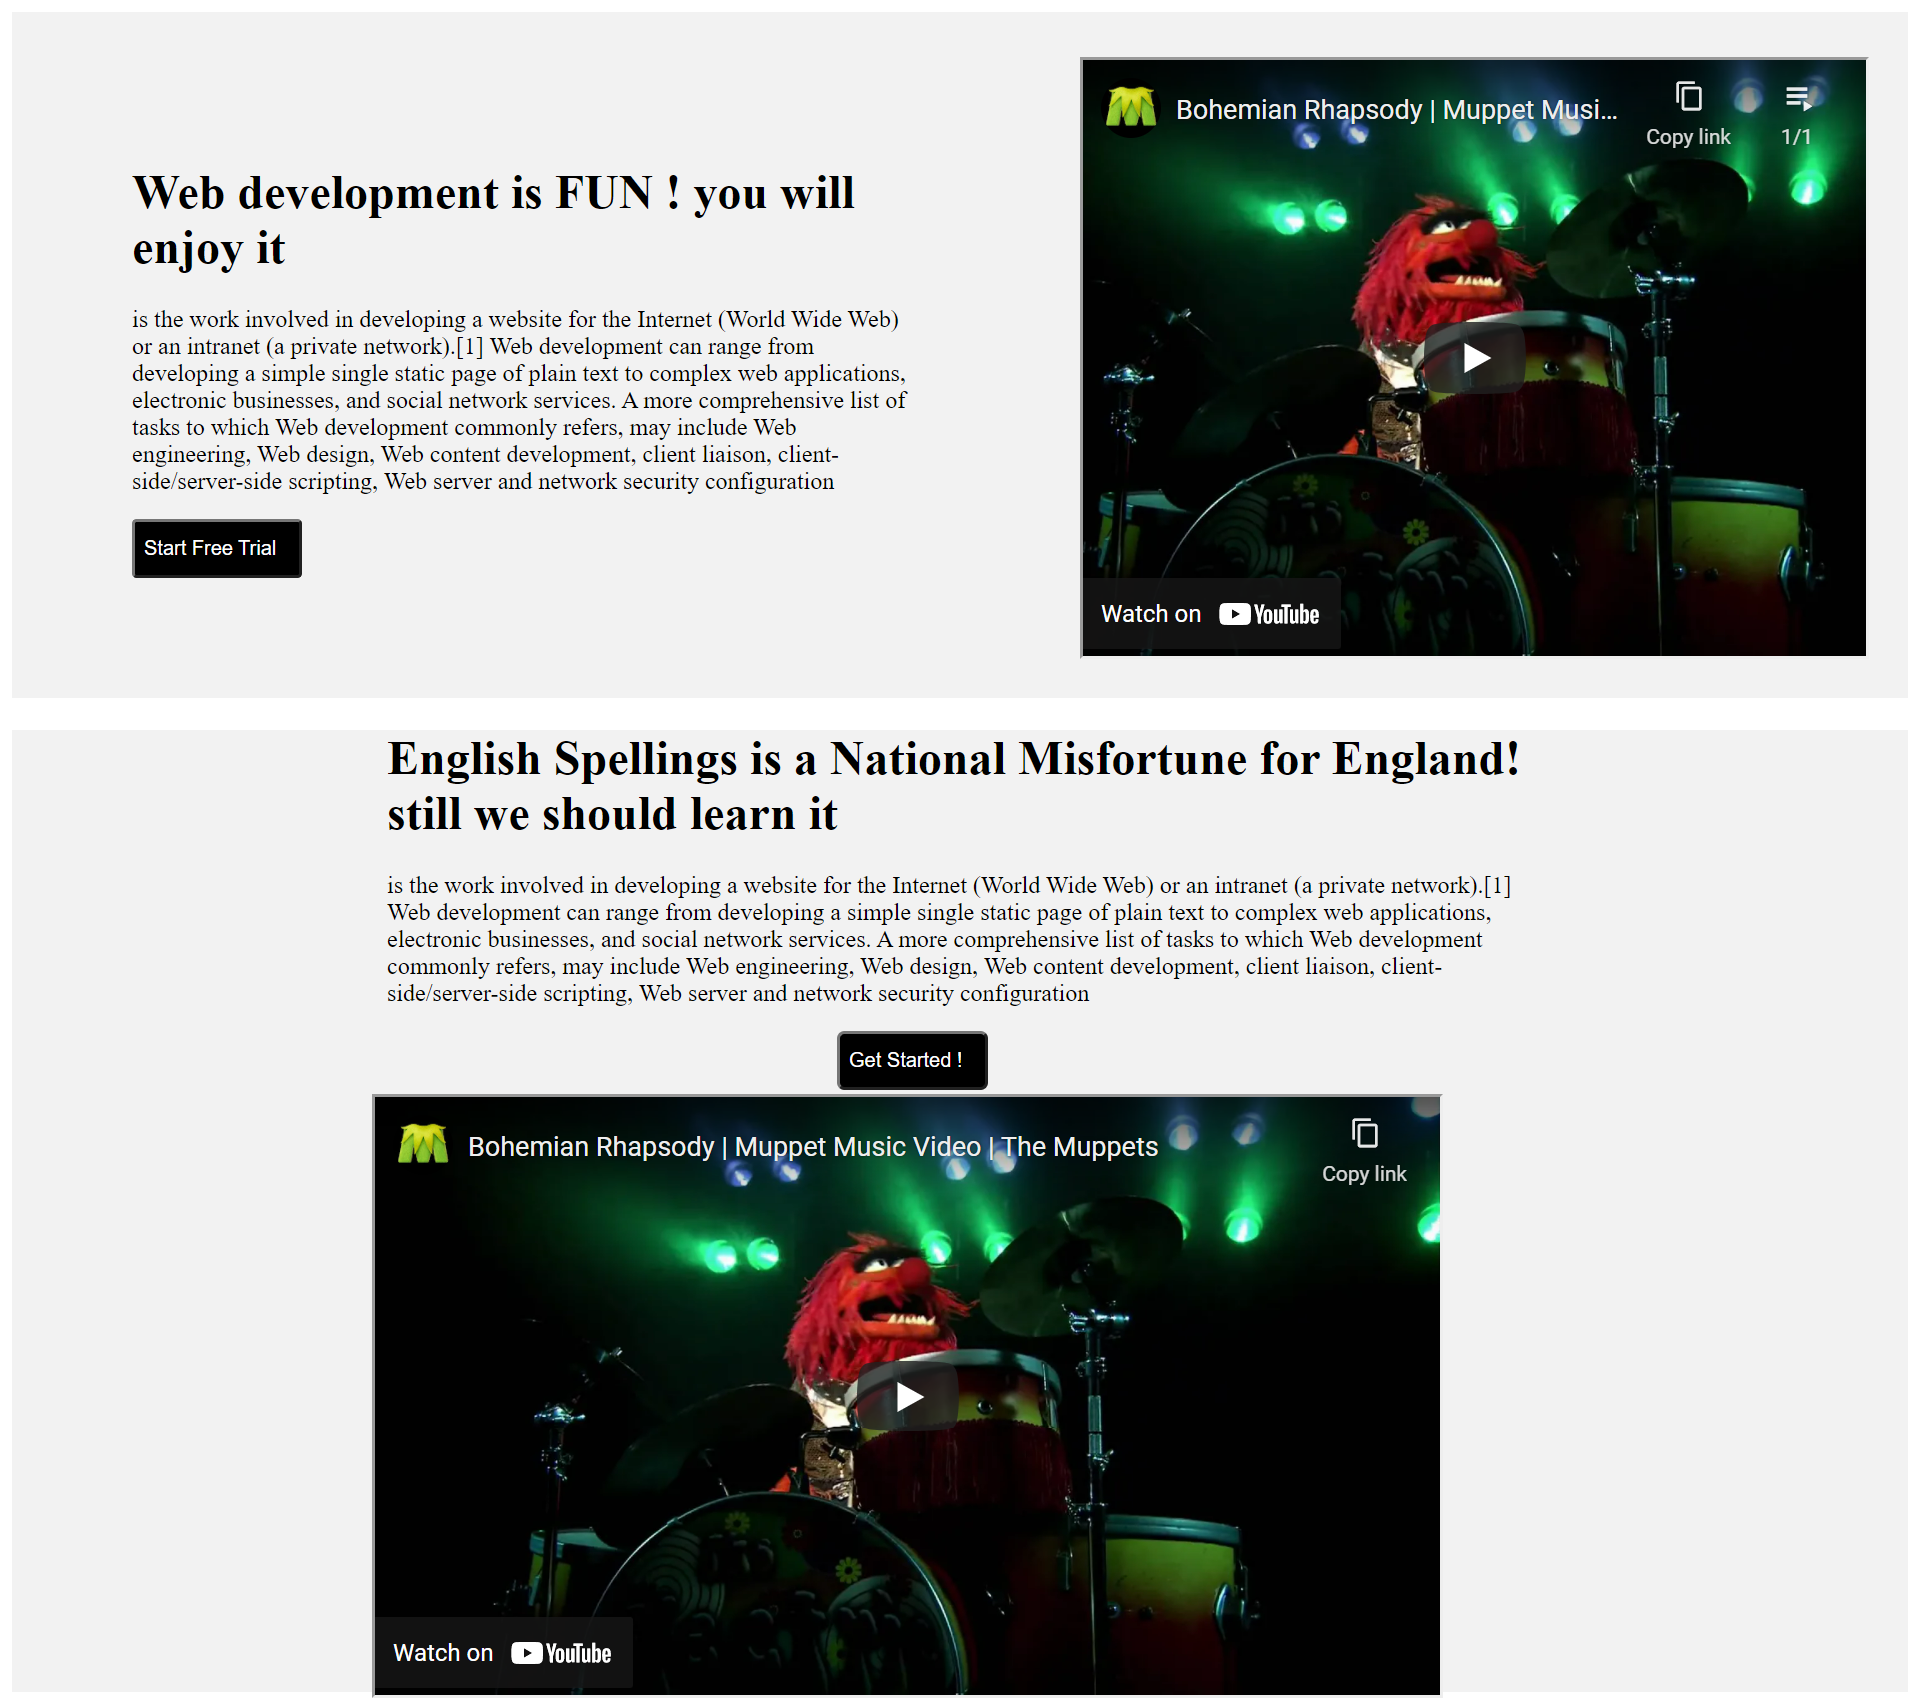 Web development is FUN ! you will
enjoy it
is the work involved in developing a website for the Internet (World Wide Web)
or an intranet (a private network).[1] Web development can range from
developing a simple single static page of plain text to complex web applications,
electronic businesses, and social network services. A more comprehensive list of
tasks to which Web development commonly refers, may include Web
engineering, Web design, Web content development, client liaison, client-
side/server-side scripting, Web server and network security configuration
Start Free Trial
Bohemian Rhapsody | Muppet Musi...
Copy link
1/1
Watch on YouTube
English Spellings is a National Misfortune for England!
still we should learn it
is the work involved in developing a website for the Internet (World Wide Web) or an intranet (a private network).[1]
Web development can range from developing a simple single static page of plain text to complex web applications,
electronic businesses, and social network services. A more comprehensive list of tasks to which Web development
commonly refers, may include Web engineering, Web design, Web content development, client liaison, client-
side/server-side scripting, Web server and network security configuration
Get Started !
Bohemian Rhapsody | Muppet Music Video | The Muppets
Copy link
Watch on YouTube